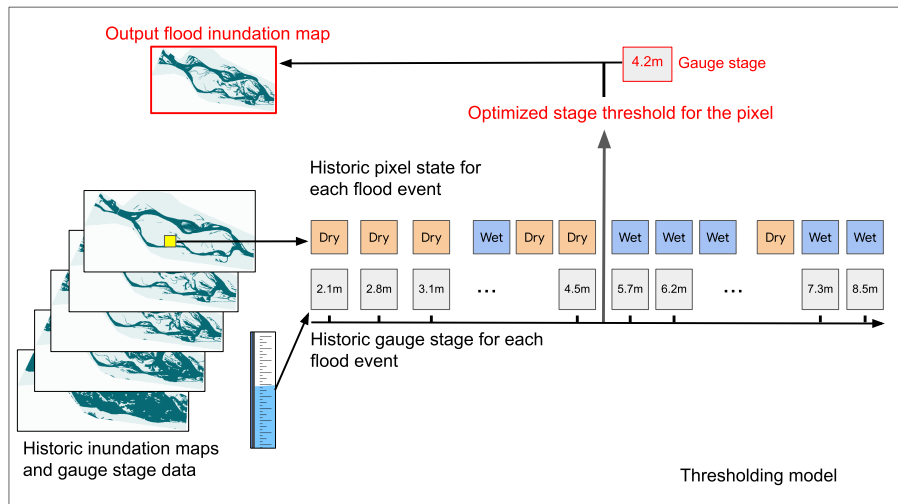 Output flood inundation map
4.2m
Gauge stage
Optimized stage threshold for the pixel
Historic pixel state for
each flood event
Dry Dry Dry Wet Dry Dry Wet Wet Wet Dry Wet Wet
2.1m 2.8m 3.1m ... 4.5m 5.7m 6.2m ... 7.3m 8.5m
Historic gauge stage for each
flood event
Historic inundation maps
and gauge stage data
Thresholding model